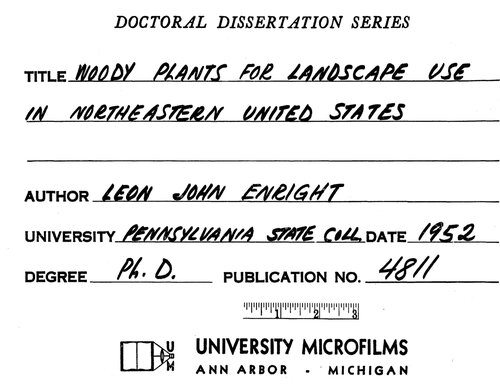 DOCTORAL DISSERTATION SERIES
TITLE WOODY PLANTS FOR LANDSCAPE USE
IN NORTHEASTERN UNITED STATES
AUTHOR LEON JOHN ENRIGHT
UNIVERSITY PENNSYLVANIA STATE COLL. DATE 1952
DEGREE Ph. D. PUBLICATION NO. 4811
1 2 3
UMM UNIVERSITY MICROFILMS
ANN ARBOR - MICHIGAN